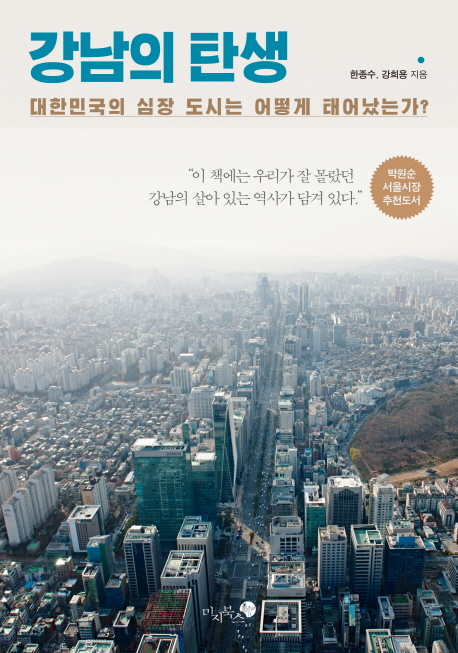 강남의 탄생
한종수, 강희용 지음
대한민국의 심장 도시는 어떻게 태어났는가?
“이 책에는 우리가 잘 몰랐던
강남의 살아 있는 역사가 담겨 있다.”
박원순
서울시장
추천도서
미지북스